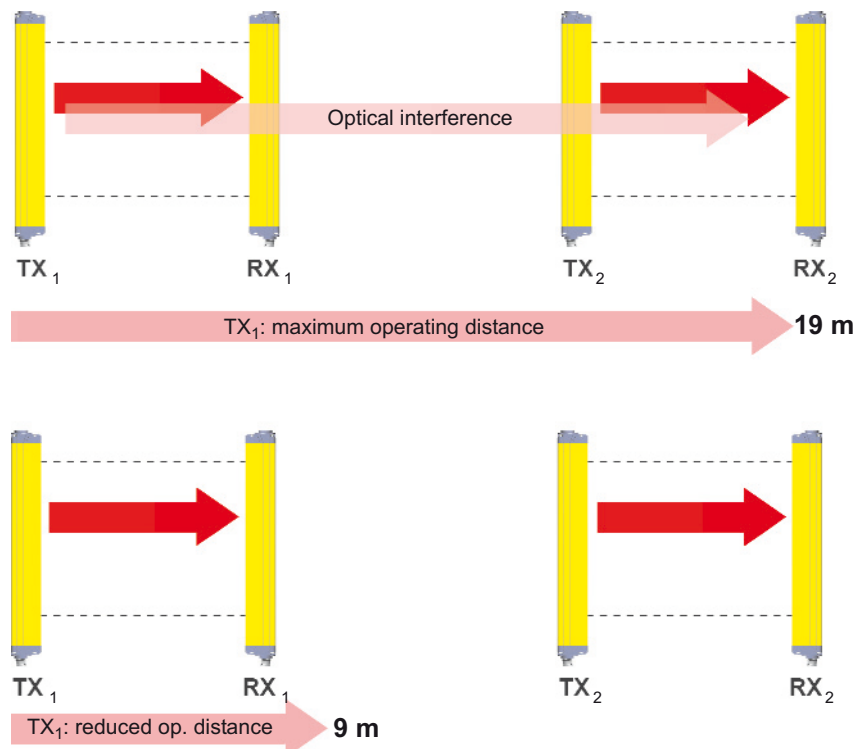 Optical interference
TX1 RX1 TX2 RX2
TX1: maximum operating distance 19 m
TX1 RX1 TX2 RX2
TX1: reduced op. distance 9 m